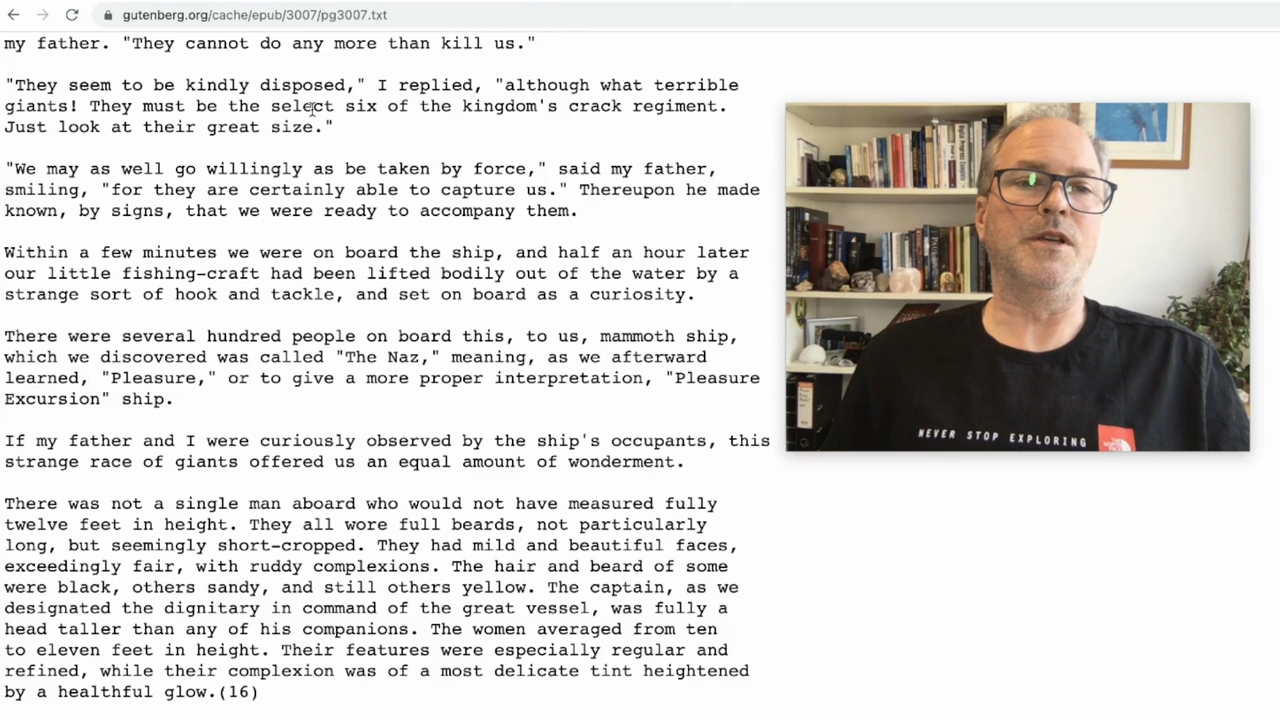 gutenberg.org/cache/epub/3007/pg3007.txt
my father. "They cannot do any more than kill us."
"They seem to be kindly disposed," I replied, "although what terrible
giants! They must be the select six of the kingdom's crack regiment.
Just look at their great size."
"We may as well go willingly as be taken by force," said my father,
smiling, "for they are certainly able to capture us." Thereupon he made
known, by signs, that we were ready to accompany them.
Within a few minutes we were on board the ship, and half an hour later
our little fishing-craft had been lifted bodily out of the water by a
strange sort of hook and tackle, and set on board as a curiosity.
There were several hundred people on board this, to us, mammoth ship,
which we discovered was called "The Naz," meaning, as we afterward
learned, "Pleasure," or to give a more proper interpretation, "Pleasure
Excursion" ship.
If my father and I were curiously observed by the ship's occupants, this
strange race of giants offered us an equal amount of wonderment.
There was not a single man aboard who would not have measured fully
twelve feet in height. They all wore full beards, not particularly
long, but seemingly short-cropped. They had mild and beautiful faces,
exceedingly fair, with ruddy complexions. The hair and beard of some
were black, others sandy, and still others yellow. The captain, as we
designated the dignitary in command of the great vessel, was fully a
head taller than any of his companions. The women averaged from ten
to eleven feet in height. Their features were especially regular and
refined, while their complexion was of a most delicate tint heightened
by a healthful glow.(16)
NEVER STOP EXPLORING
THE
NORTH
FACE